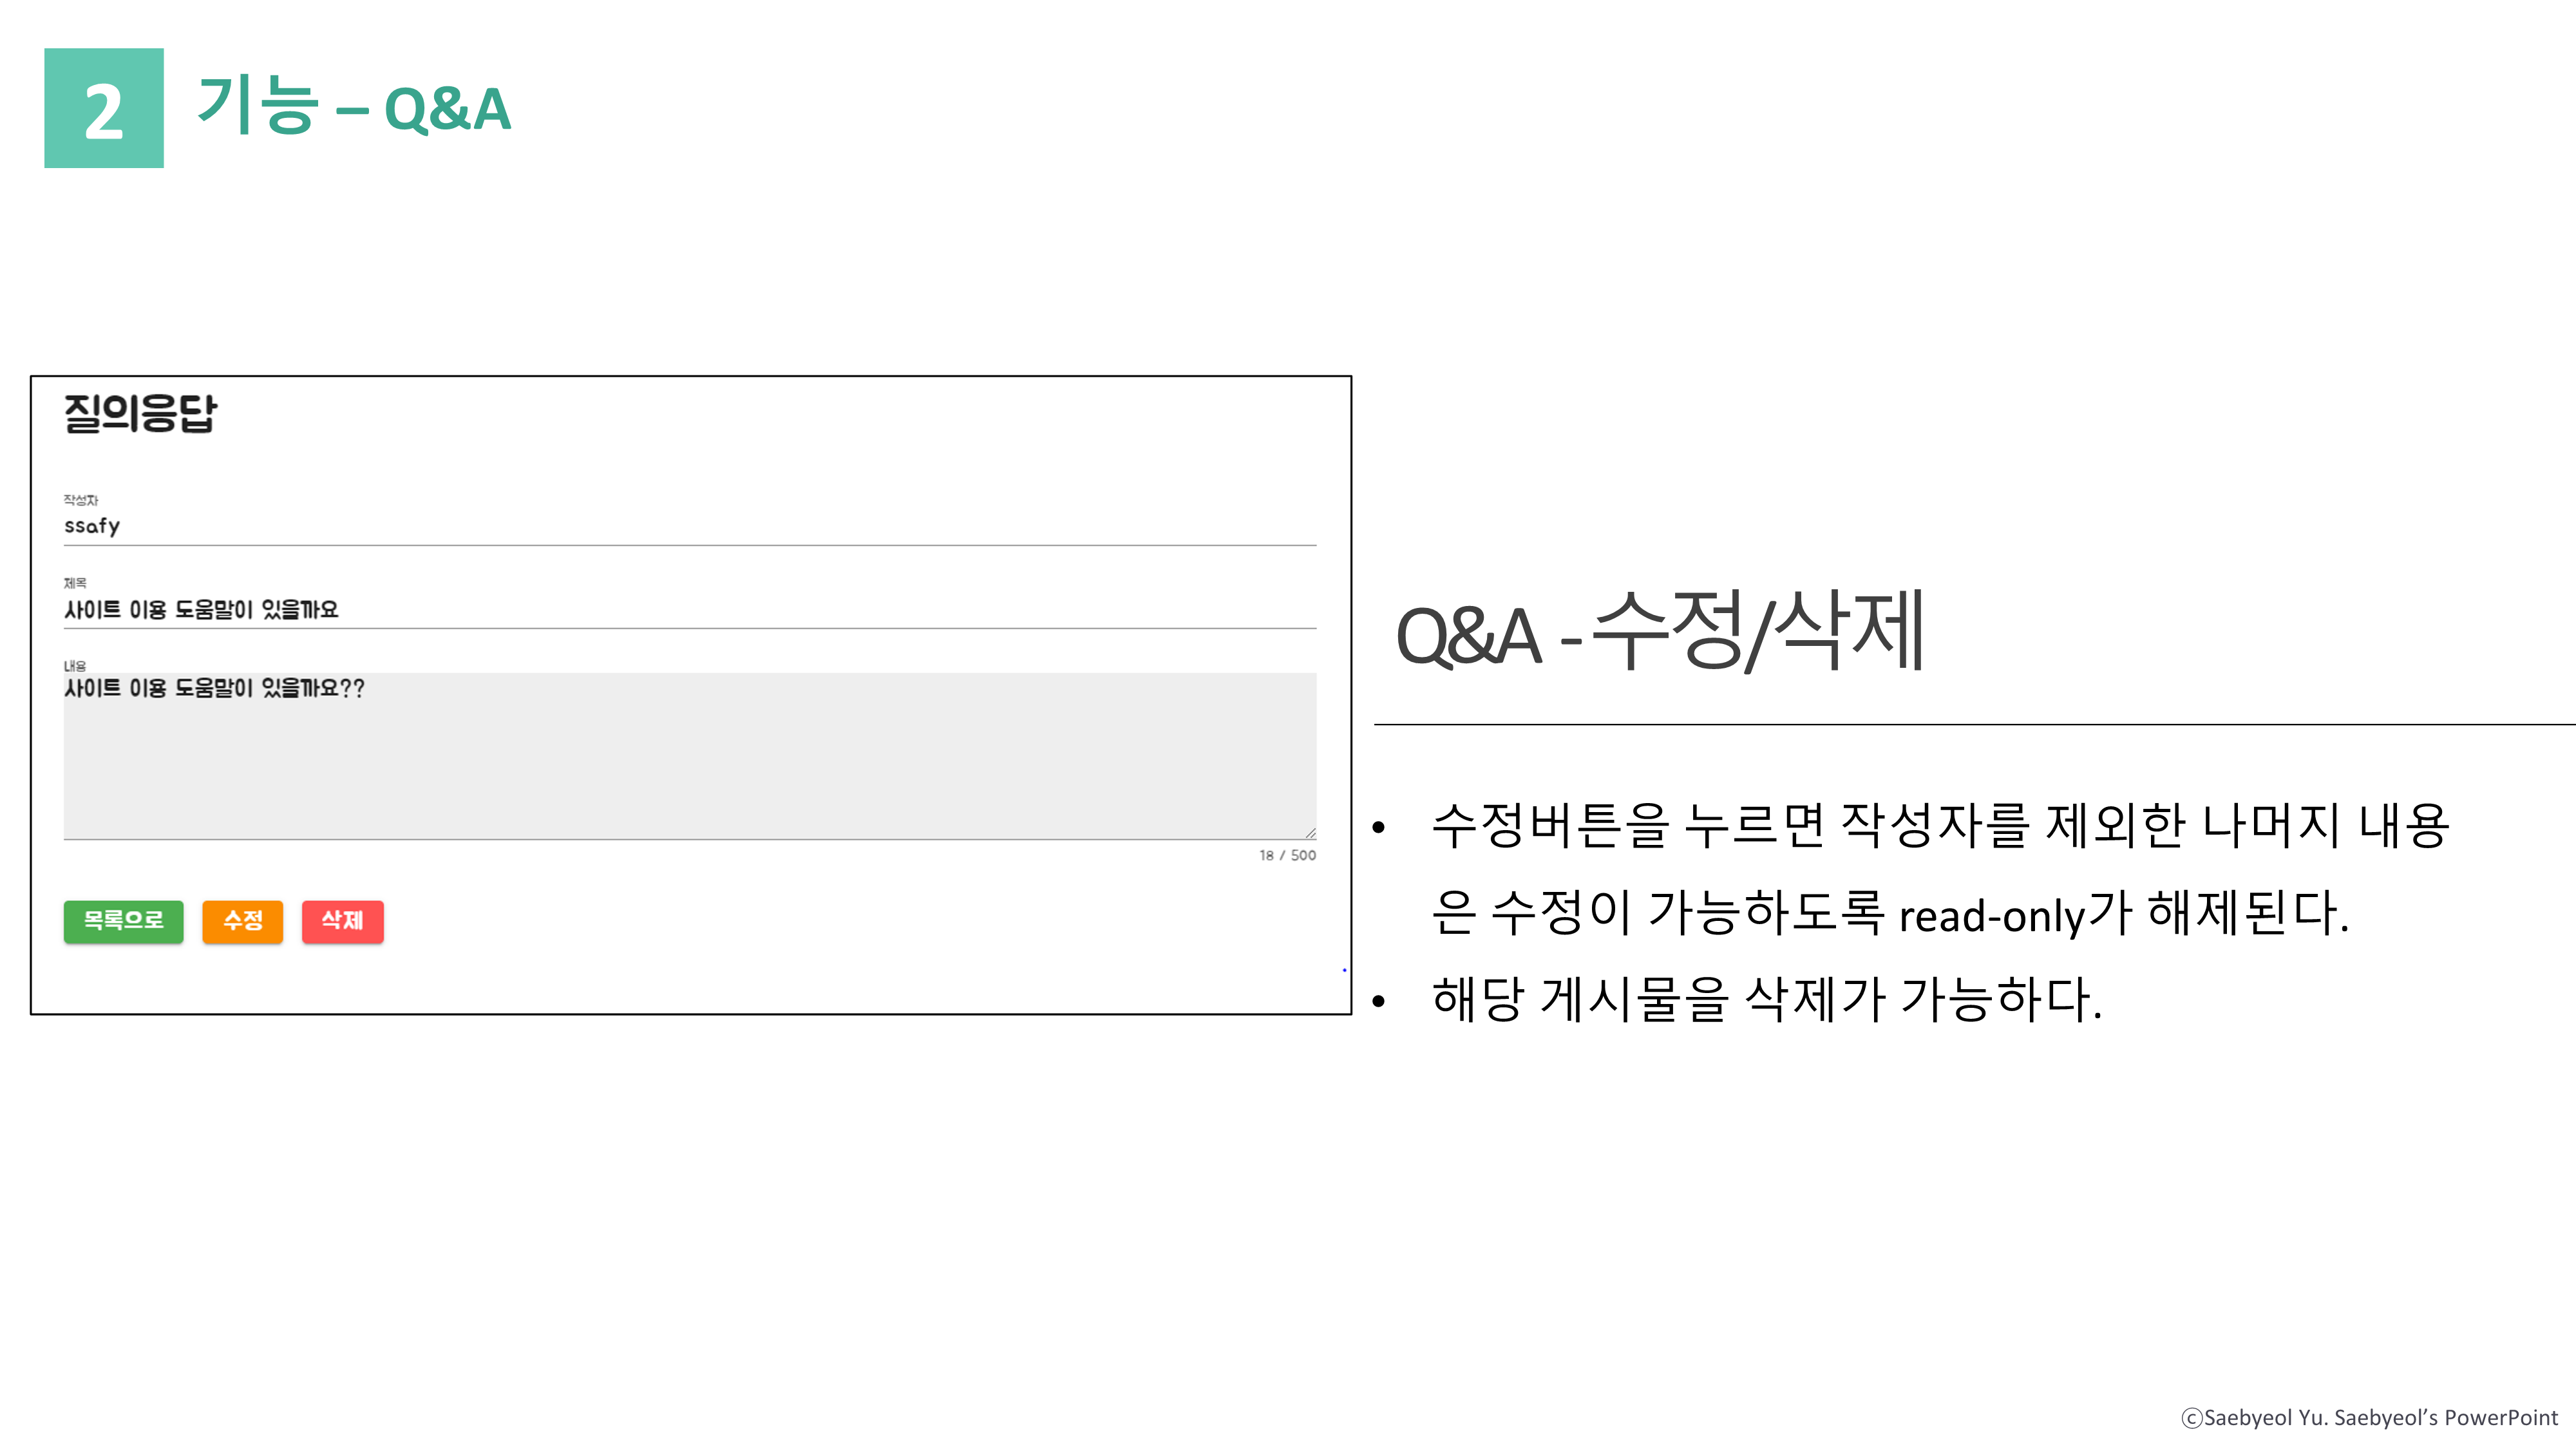 2
기능 – Q&A
질의응답
작성자
ssafy
제목
사이트 이용 도움말이 있을까요
내용
사이트 이용 도움말이 있을까요??
18 / 500
목록으로 수정 삭제
Q&A - 수정/삭제
• 수정버튼을 누르면 작성자를 제외한 나머지 내용
은 수정이 가능하도록 read-only가 해제된다.
• 해당 게시물을 삭제가 가능하다.
ⓒSaebyeol Yu. Saebyeol’s PowerPoint